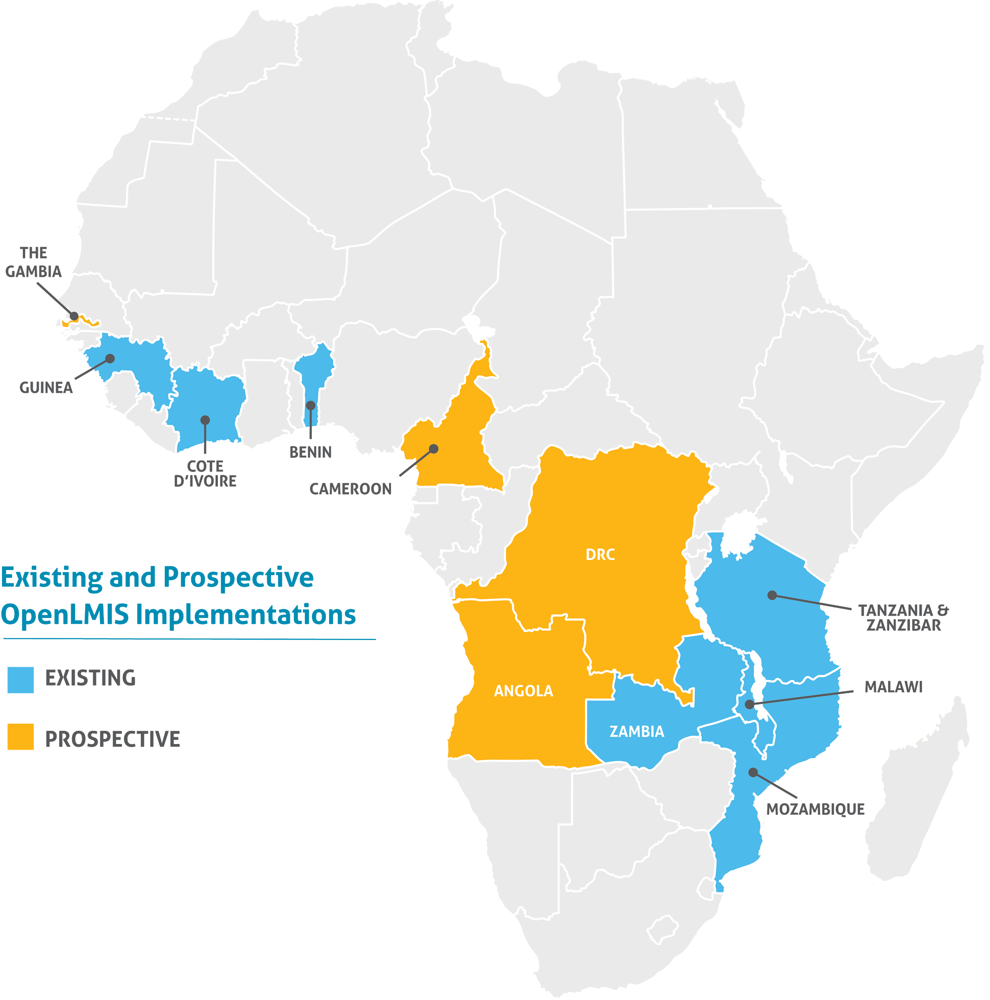 THE
GAMBIA
GUINEA
COTE
D'IVOIRE
BENIN
CAMEROON
DRC
Existing and Prospective
OpenLMIS Implementations
TANZANIA &
ZANZIBAR
EXISTING
ANGOLA
MALAWI
PROSPECTIVE
ZAMBIA
MOZAMBIQUE